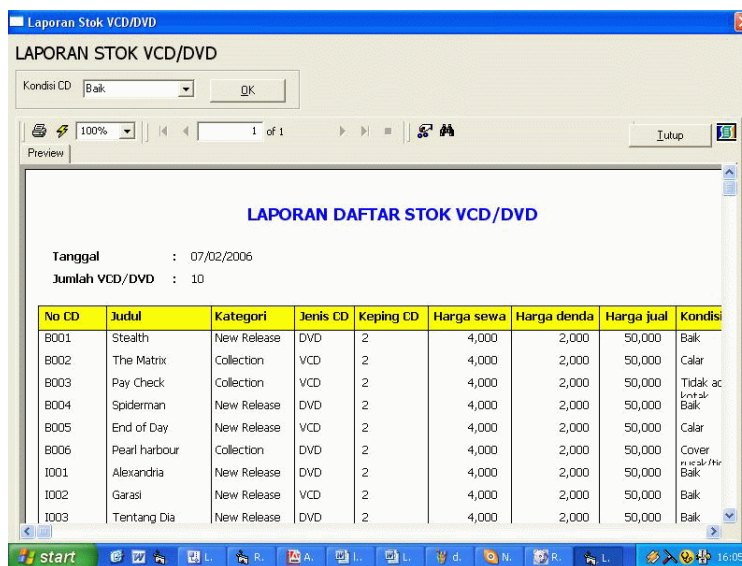 Laporan Stok VCD/DVD
LAPORAN STOK VCD/DVD
Kondisi CD Baik OK
100% 1 of 1 Tutup
Preview
LAPORAN DAFTAR STOK VCD/DVD
Tanggal : 07/02/2006
Jumlah VCD/DVD : 10
No CD Judul Kategori Jenis CD Keping CD Harga sewa Harga denda Harga jual Kondisi
B001 Stealth New Release DVD 2 4,000 2,000 50,000 Baik
B002 The Matrix Collection VCD 2 4,000 2,000 50,000 Calar
B003 Pay Check Collection VCD 2 4,000 2,000 50,000 Tidak
kotak
B004 Spiderman New Release DVD 2 4,000 2,000 50,000 Baik
B005 End of Day New Release VCD 2 4,000 2,000 50,000 Calar
B006 Pearl harbour Collection DVD 2 4,000 2,000 50,000 Cover
I001 Alexandria New Release DVD 2 4,000 2,000 50,000 Baik
I002 Garasi New Release VCD 2 4,000 2,000 50,000 Baik
I003 Tentang Dia New Release DVD 2 4,000 2,000 50,000 Baik
start L. R. A. I.. L. d. N. R. L. 16:05